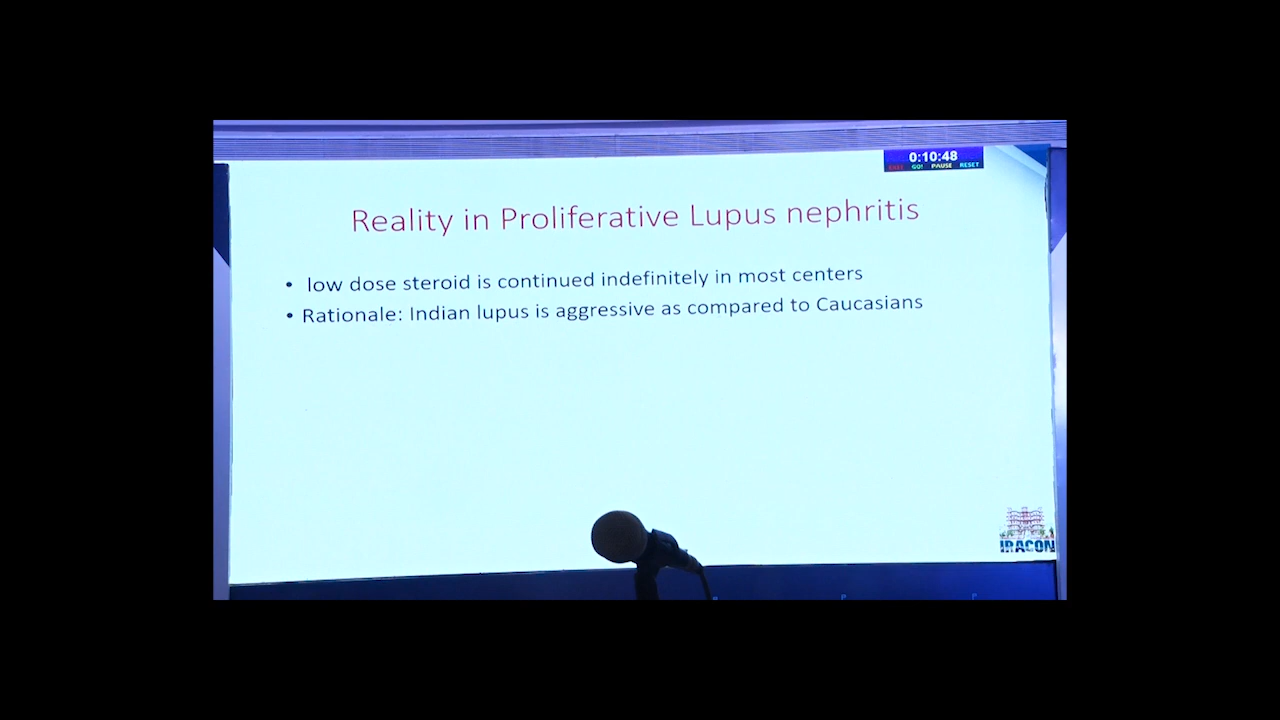 0:10:48
GO! PAUSE RESET
Reality in Proliferative Lupus nephritis
• low dose steroid is continued indefinitely in most centers
• Rationale: Indian lupus is aggressive as compared to Caucasians
IRACON